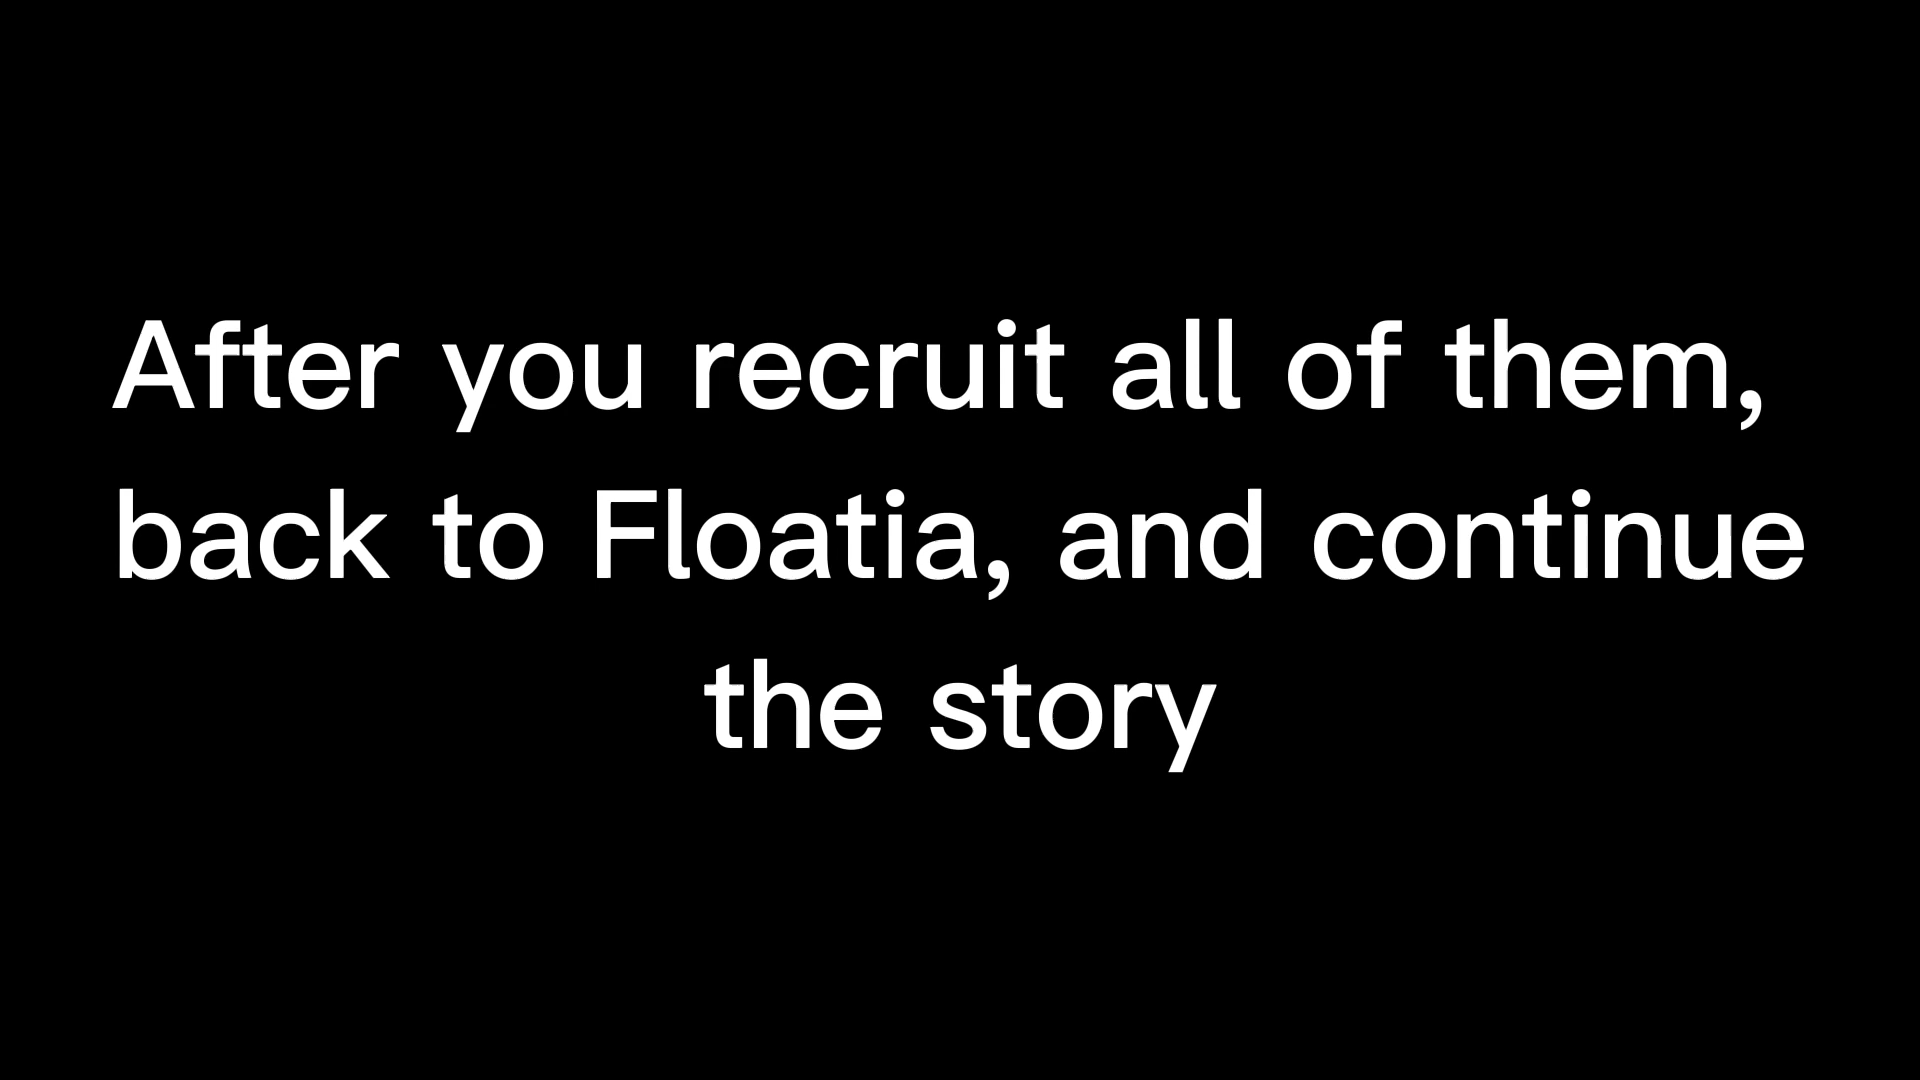 After you recruit all of them,
back to Floatia, and continue
the story